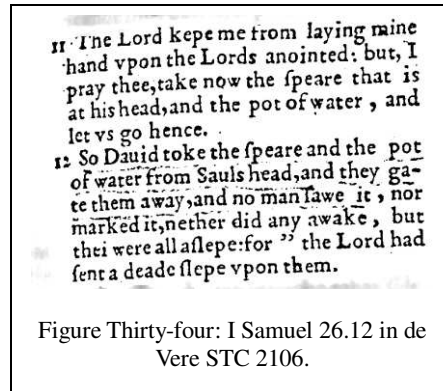 11 The Lord kepe me from laying mine
hand vpon the Lords anointed: but, I
pray thee,take now the ſpeare that is
at his head,and the pot of water , and
let vs go hence.
12 So Dauid toke the ſpeare and the pot
of water from Sauls head,and they ga-
te them away,and no man ſawe it , nor
marked it,nether did any awake , but
thei were all aſlepe:for ” the Lord had
ſent a deade ſlepe vpon them.
Figure Thirty-four: I Samuel 26.12 in de
Vere STC 2106.